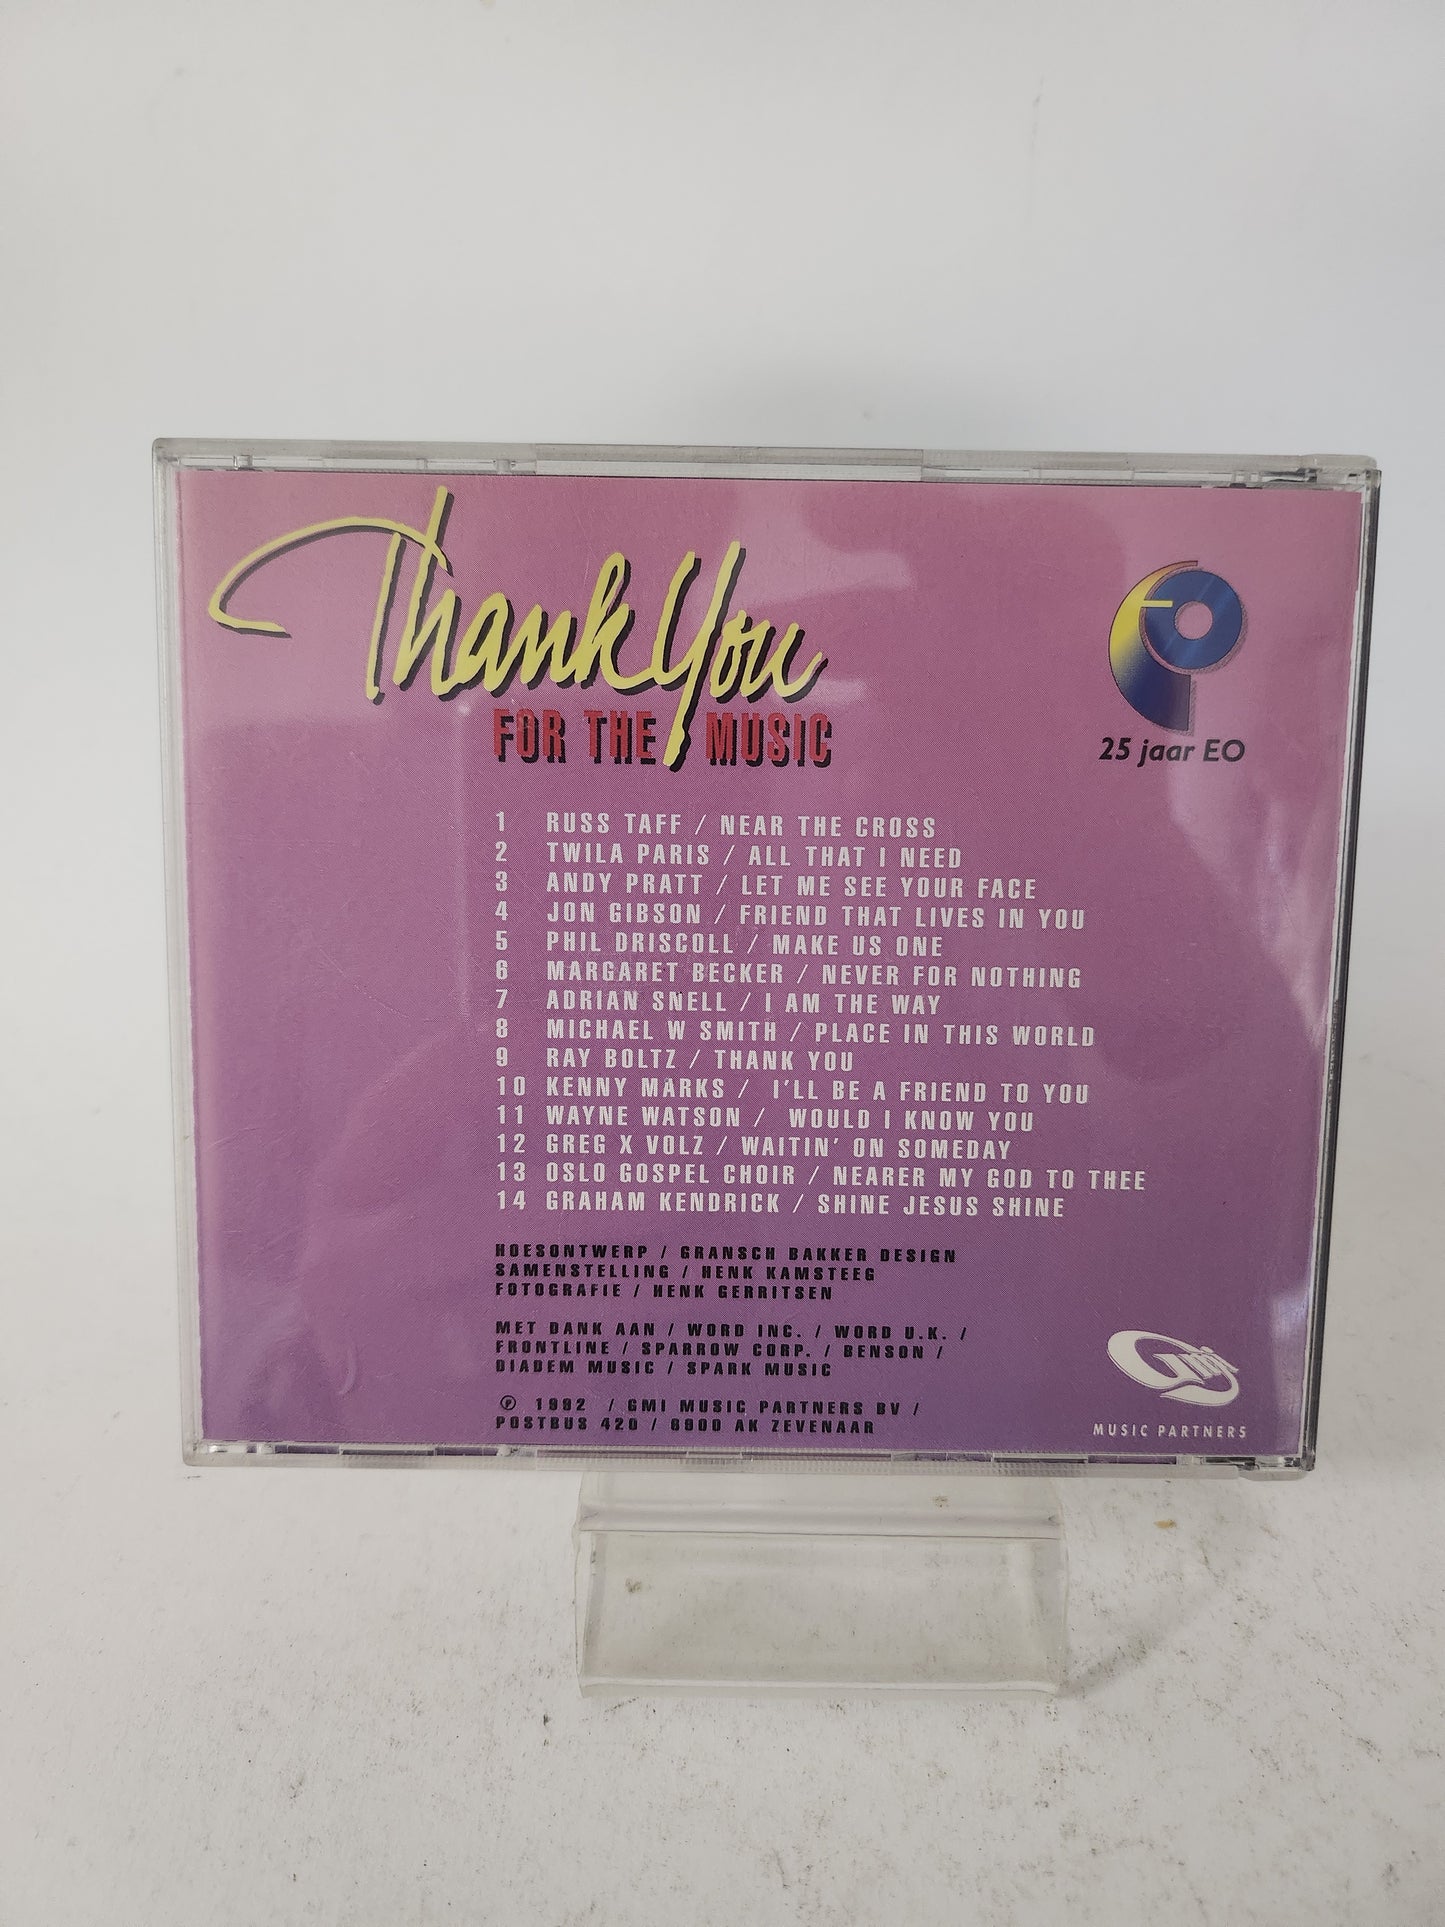 Thank You
FOR THE MUSIC
25 jaar EO
1 RUSS TAFF / NEAR THE CROSS
2 TWILA PARIS / ALL THAT I NEED
3 ANDY PRATT / LET ME SEE YOUR FACE
4 JON GIBSON / FRIEND THAT LIVES IN YOU
5 PHIL DRISCOLL / MAKE US ONE
6 MARGARET BECKER / NEVER FOR NOTHING
7 ADRIAN SNELL / I AM THE WAY
8 MICHAEL W SMITH / PLACE IN THIS WORLD
9 RAY BOLTZ / THANK YOU
10 KENNY MARKS / I'LL BE A FRIEND TO YOU
11 WAYNE WATSON / WOULD I KNOW YOU
12 GREG X VOLZ / WAITIN' ON SOMEDAY
13 OSLO GOSPEL CHOIR / NEARER MY GOD TO THEE
14 GRAHAM KENDRICK / SHINE JESUS SHINE
HOESONTWERP / GRANSCH BAKKER DESIGN
SAMENSTELLING / HENK KAMSTEEG
FOTOGRAFIE / HENK GERRITSEN
MET DANK AAN / WORD INC. / WORD U.K. /
FRONTLINE / SPARROW CORP. / BENSON /
DIADEM MUSIC / SPARK MUSIC
℗ 1992 / GMI MUSIC PARTNERS BV /
POSTBUS 420 / 6900 AK ZEVENAAR
GMI
MUSIC PARTNERS